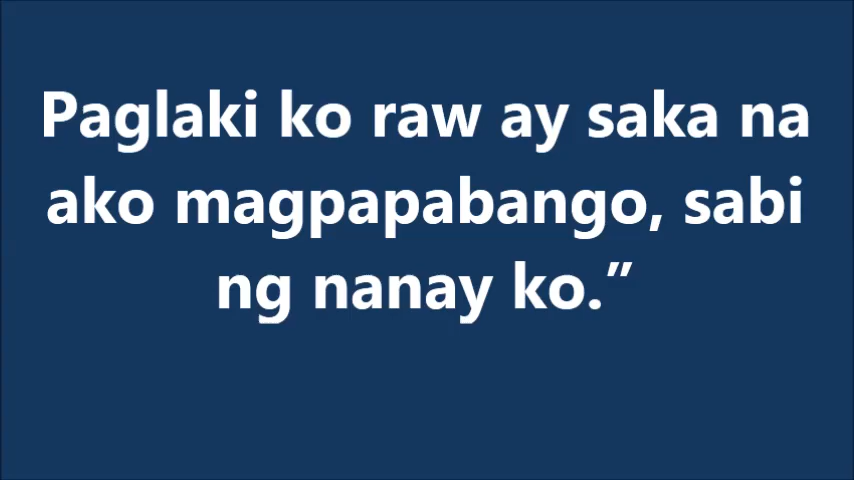 Paglaki ko raw ay saka na
ako magpapabango, sabi
ng nanay ko.”